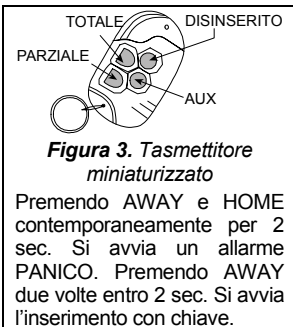 TOTALE
DISINSERITO
PARZIALE
AUX
Figura 3. Tasmettitore
miniaturizzato
Premendo AWAY e HOME
contemporaneamente per 2
sec. Si avvia un allarme
PANICO. Premendo AWAY
due volte entro 2 sec. Si avvia
l'inserimento con chiave.